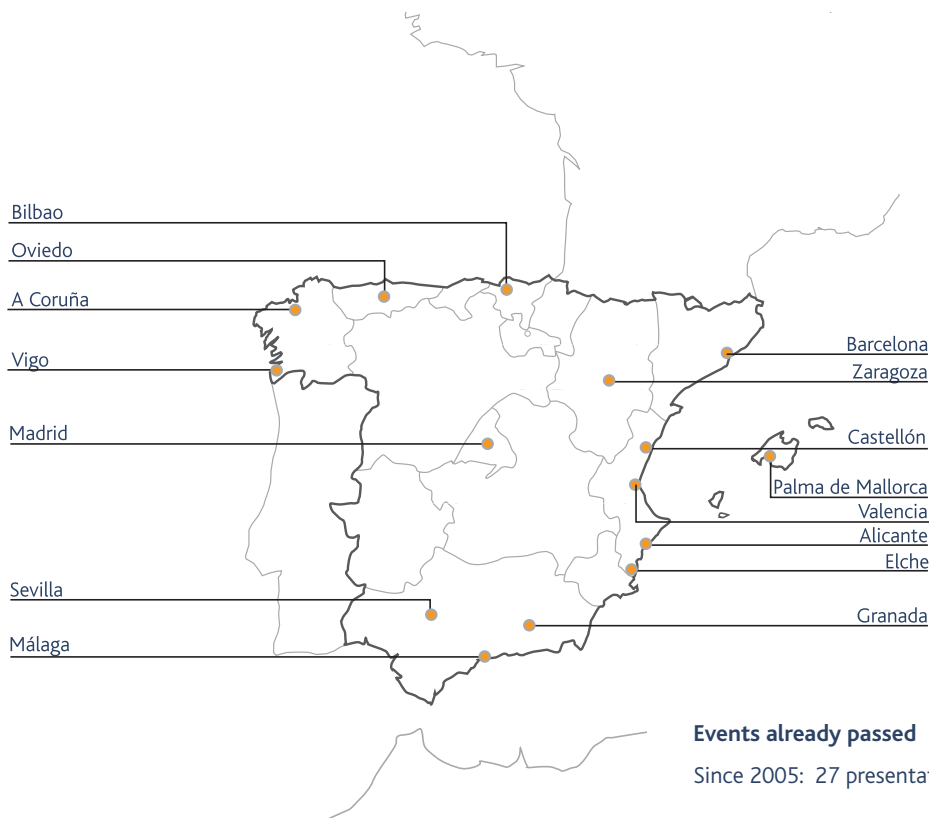 Bilbao
Oviedo
A Coruña
Vigo
Madrid
Sevilla
Málaga
Barcelona
Zaragoza
Castellón
Palma de Mallorca
Valencia
Alicante
Elche
Granada
Events already passed
Since 2005: 27